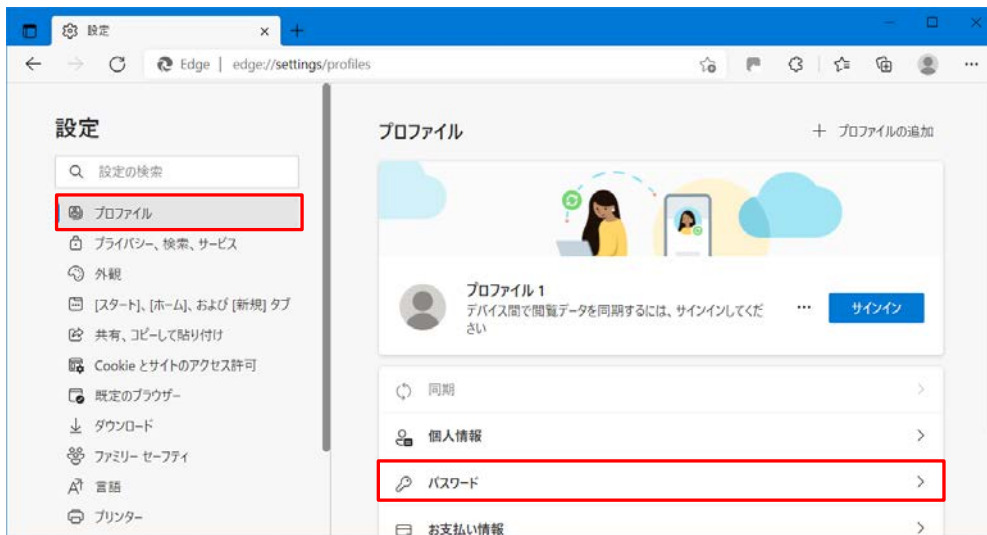 設定
Edge | edge://settings/profiles
設定
設定の検索
プロファイル
プライバシー、検索、サービス
外観
[スタート]、[ホーム]、および [新規] タブ
共有、コピーして貼り付け
Cookie とサイトのアクセス許可
既定のブラウザー
ダウンロード
ファミリー セーフティ
言語
プリンター
プロファイル
プロファイルの追加
プロファイル 1
デバイス間で閲覧データを同期するには、サインインしてくだ
さい
サインイン
同期
個人情報
パスワード
お支払い情報